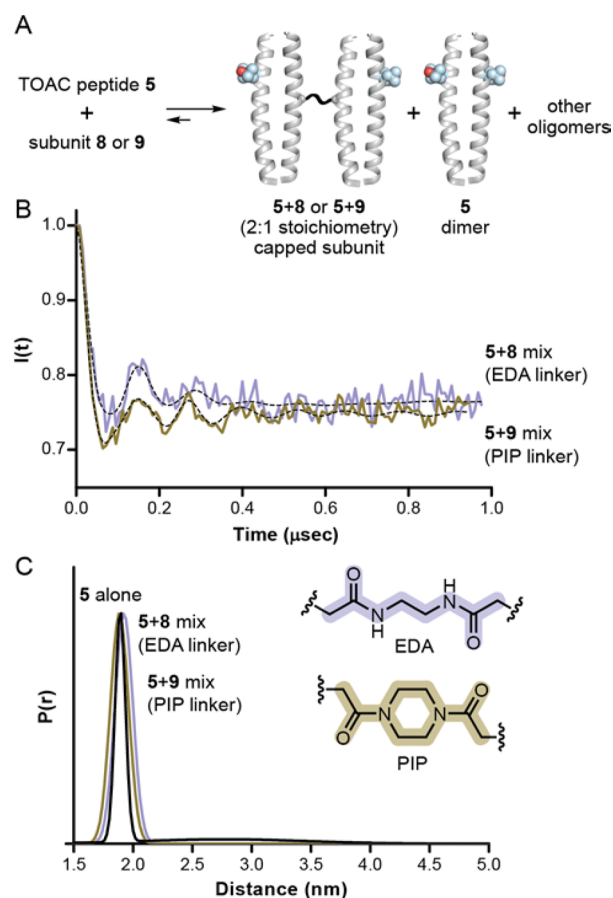 A
TOAC peptide 5
+
subunit 8 or 9
+
+
other
oligomers
5+8 or 5+9
(2:1 stoichiometry)
capped subunit
5
dimer
B
1.0
0.9
0.8
0.7
I(t)
5+8 mix
(EDA linker)
5+9 mix
(PIP linker)
0.0
0.2
0.4
0.6
0.8
1.0
Time (μsec)
C
5 alone
5+8 mix
(EDA linker)
5+9 mix
(PIP linker)
P(r)
O
H
N
N
H
O
EDA
O
N
N
O
PIP
1.5
2.0
2.5
3.0
3.5
4.0
4.5
5.0
Distance (nm)